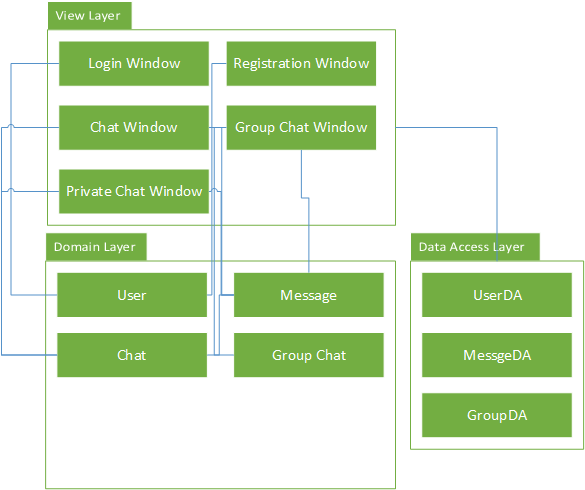 View Layer
Login Window
Registration Window
Chat Window
Group Chat Window
Private Chat Window
Domain Layer
User
Message
Chat
Group Chat
Data Access Layer
UserDA
MessgeDA
GroupDA